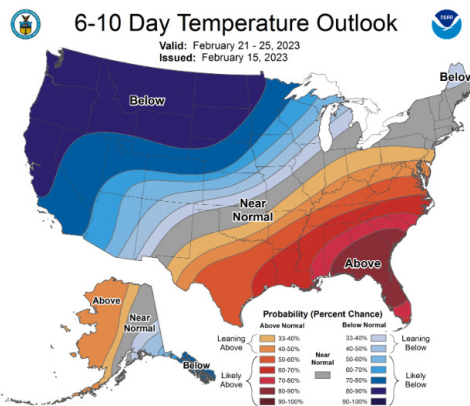 6-10 Day Temperature Outlook
Valid: February 21 - 25, 2023
Issued: February 15, 2023
Below
Below
Near
Normal
Above
Above
Near
Normal
Below
Probability (Percent Chance)
Above Normal
Below Normal
Leaning
Above
33-40%
40-50%
50-60%
Likely
Above
60-70%
70-80%
80-90%
90-100%
Near
Normal
33-40%
40-50%
50-60%
60-70%
70-80%
80-90%
90-100%
Leaning
Below
Likely
Below